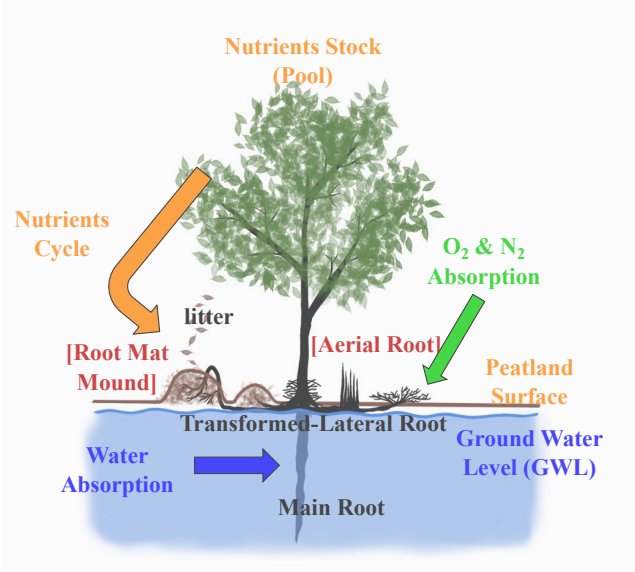 Nutrients Stock
(Pool)
Nutrients
Cycle
O₂ & N₂
Absorption
litter
[Root Mat
Mound]
[Aerial Root]
Peatland
Surface
Transformed-Lateral Root
Ground Water
Level (GWL)
Water
Absorption
Main Root